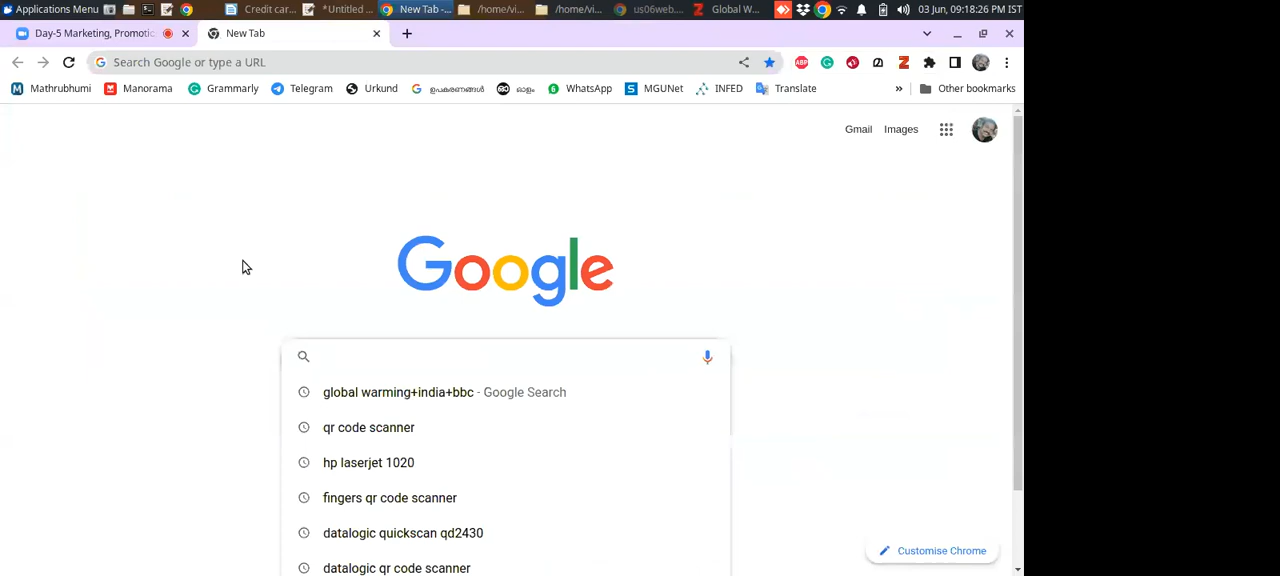 Applications Menu Credit car... *Untitled ... New Tab -... /home/vi... /home/vi... us06web.... Global W... 03 Jun, 09:18:26 PM IST
Day-5 Marketing, Promotic New Tab
Search Google or type a URL
Mathrubhumi Manorama Grammarly Telegram Urkund ഉപകരണങ്ങൾ ഓളം WhatsApp MGUNet INFED Translate » Other bookmarks
Gmail Images
Google
global warming+india+bbc - Google Search
qr code scanner
hp laserjet 1020
fingers qr code scanner
datalogic quickscan qd2430
datalogic qr code scanner
Customise Chrome